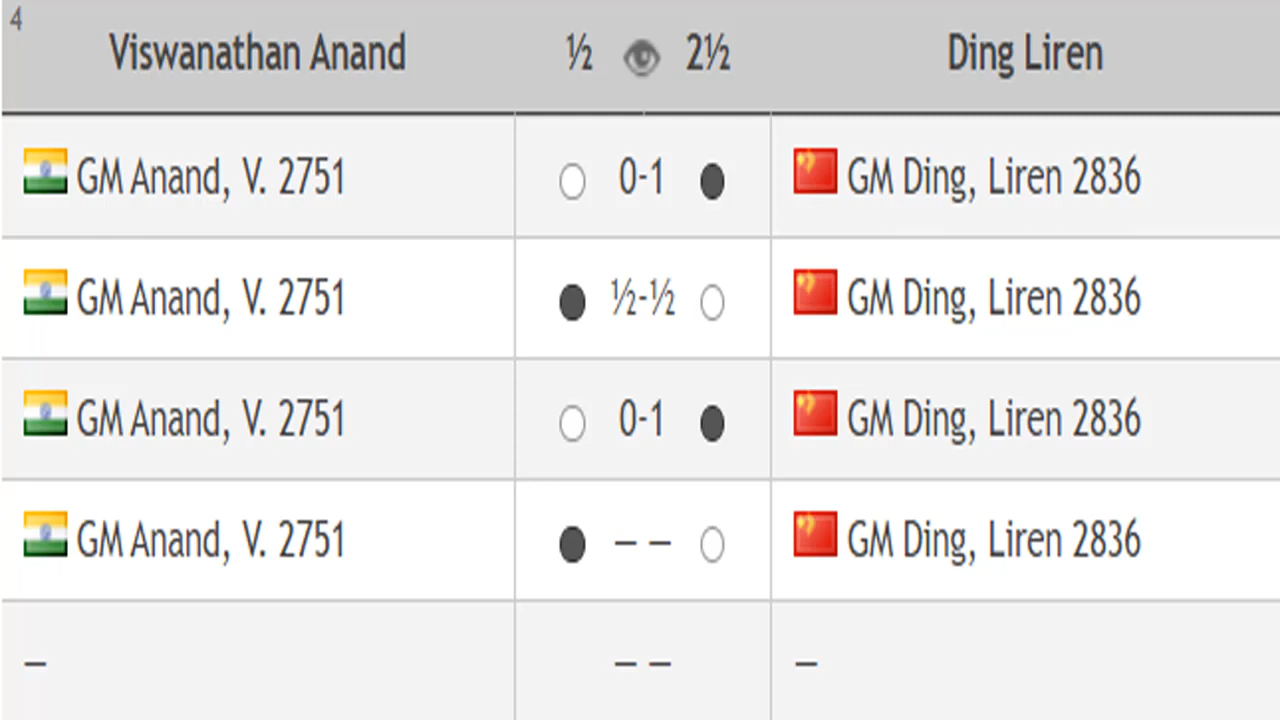 4
Viswanathan Anand ½ 2½ Ding Liren
GM Anand, V. 2751 0-1 GM Ding, Liren 2836
GM Anand, V. 2751 ½-½ GM Ding, Liren 2836
GM Anand, V. 2751 0-1 GM Ding, Liren 2836
GM Anand, V. 2751 – – GM Ding, Liren 2836
– – – –